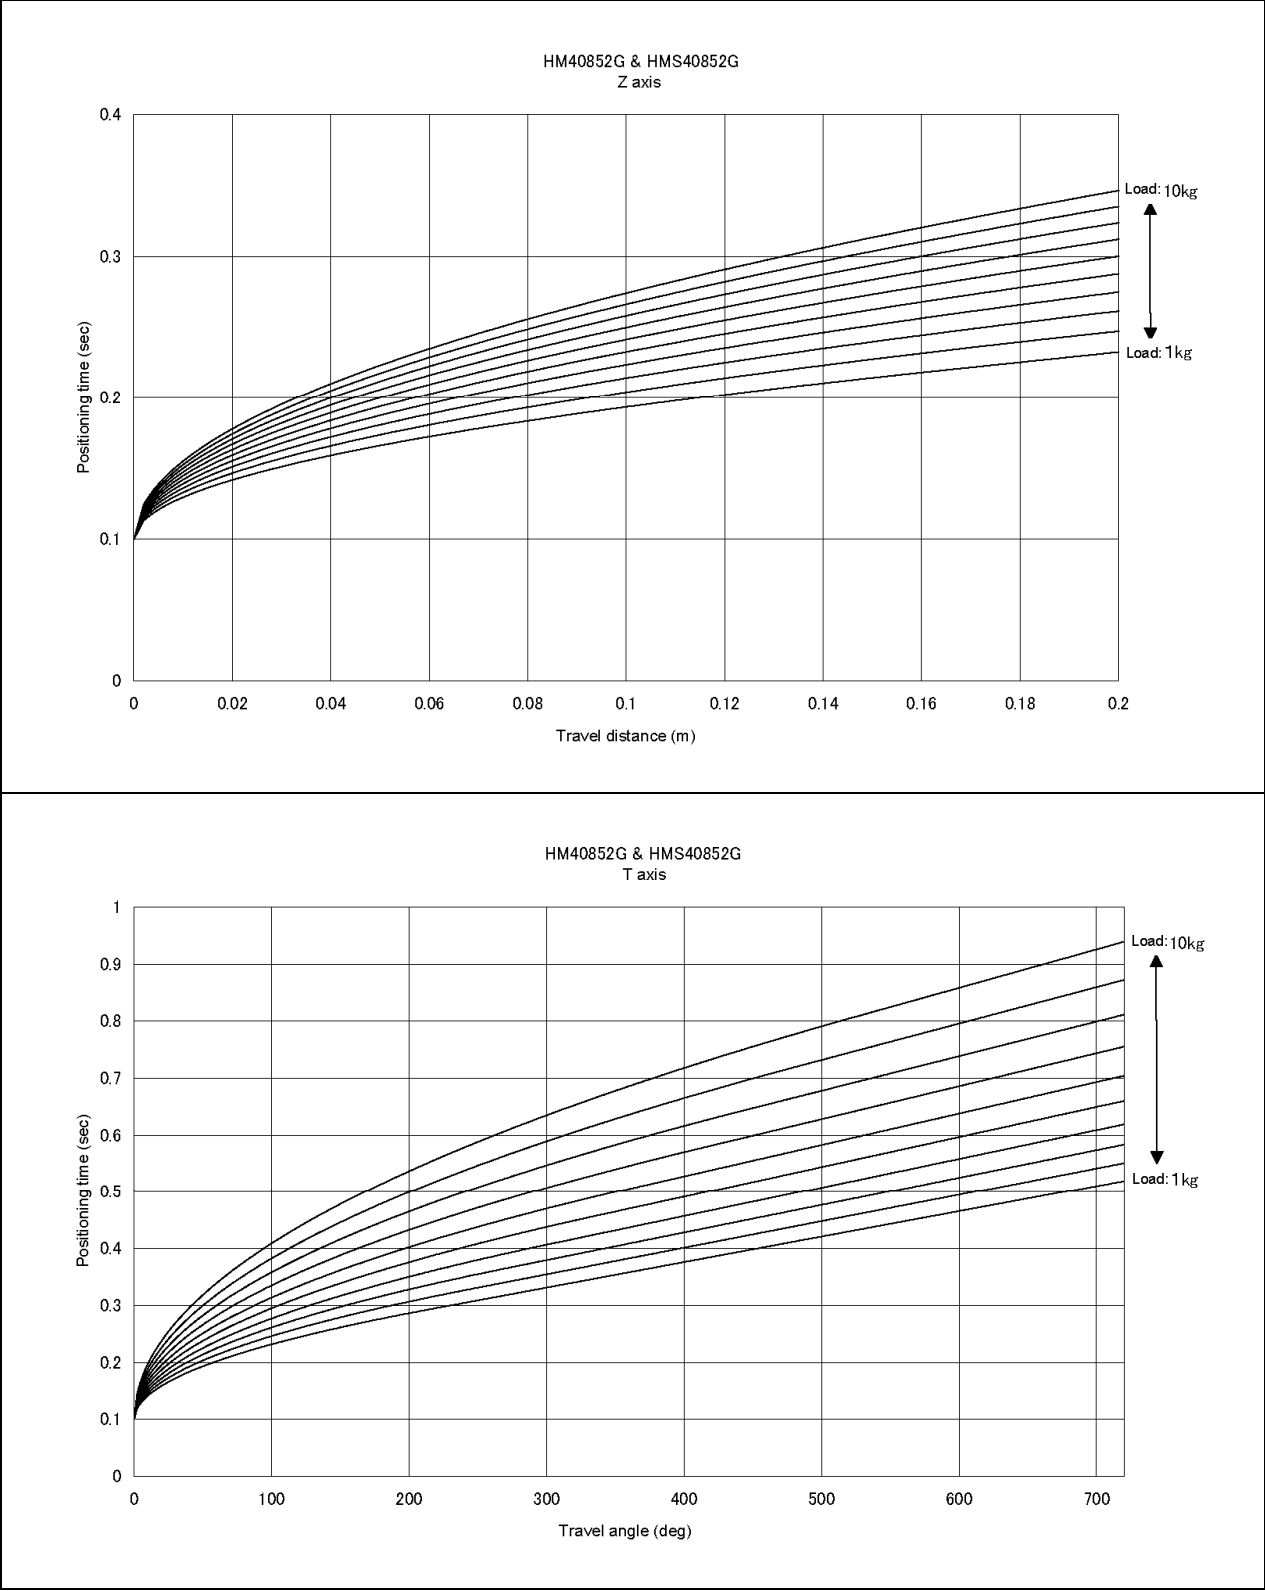 HM40852G & HMS40852G
Z axis
0.4
0.3
0.2
0.1
0
Positioning time (sec)
Load: 10kg
Load: 1kg
0 0.02 0.04 0.06 0.08 0.1 0.12 0.14 0.16 0.18 0.2
Travel distance (m)
HM40852G & HMS40852G
T axis
1
0.9
0.8
0.7
0.6
0.5
0.4
0.3
0.2
0.1
0
Positioning time (sec)
Load: 10kg
Load: 1kg
0 100 200 300 400 500 600 700
Travel angle (deg)